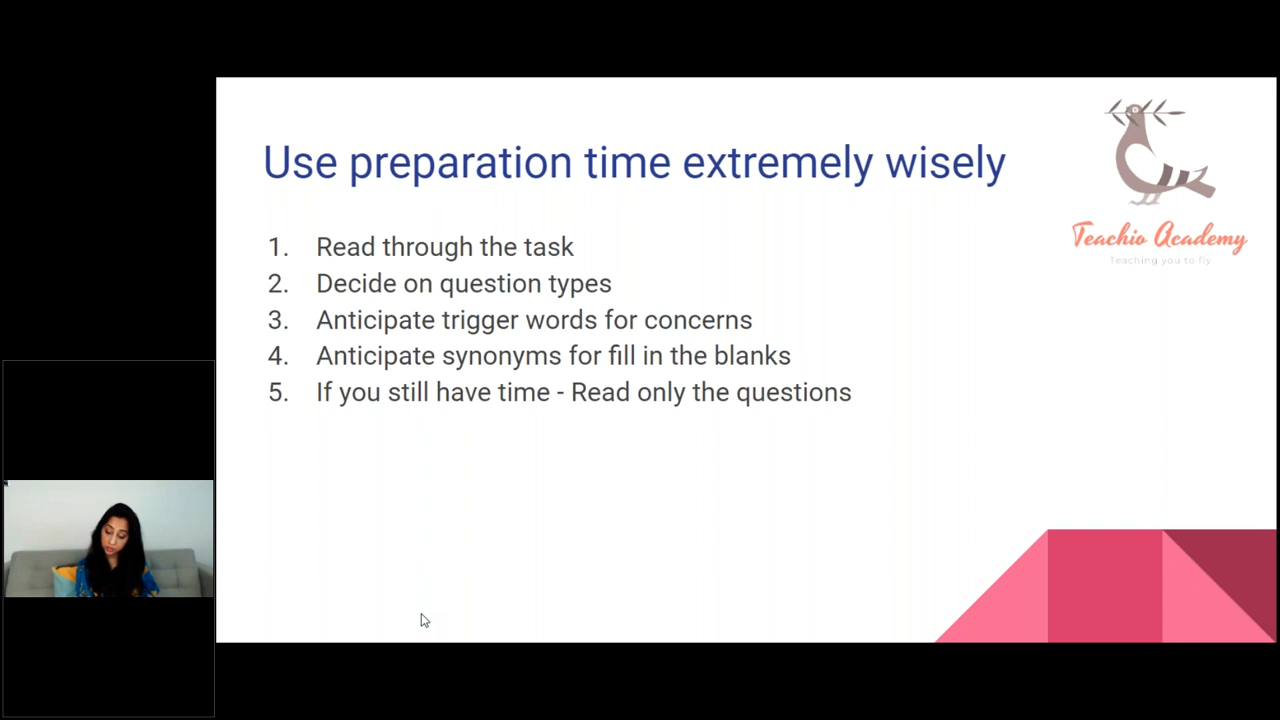 Use preparation time extremely wisely
1. Read through the task
2. Decide on question types
3. Anticipate trigger words for concerns
4. Anticipate synonyms for fill in the blanks
5. If you still have time - Read only the questions
Teachio Academy
Teaching you to fly